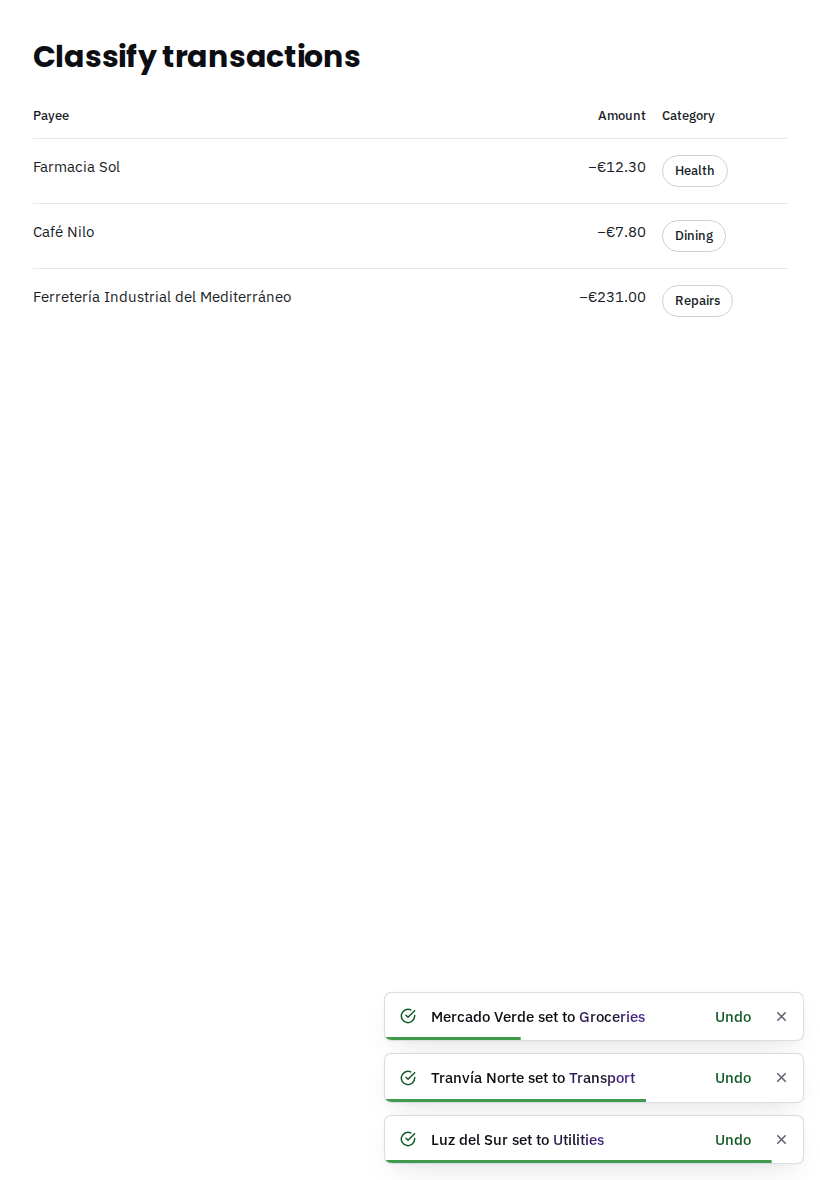 Classify transactions
Payee Amount Category
Farmacia Sol −€12.30 Health
Café Nilo −€7.80 Dining
Ferretería Industrial del Mediterráneo −€231.00 Repairs
Mercado Verde set to Groceries Undo
Tranvía Norte set to Transport Undo
Luz del Sur set to Utilities Undo